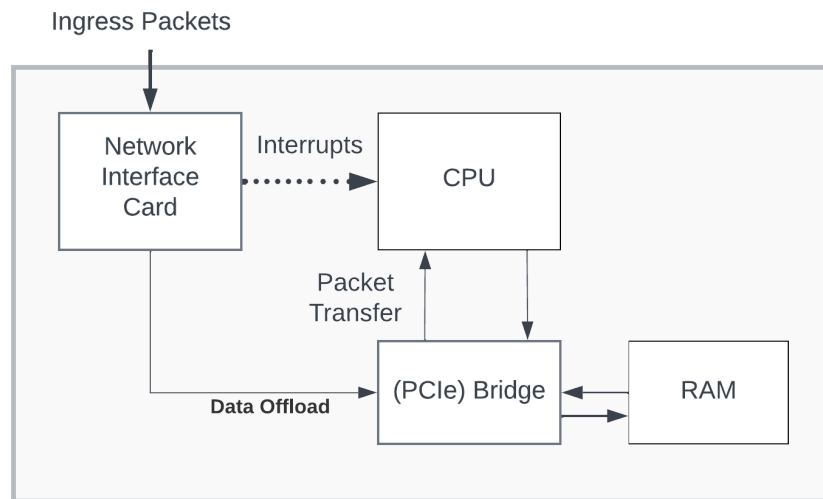 Ingress Packets
Network
Interface
Card
Interrupts
CPU
Packet
Transfer
(PCIe) Bridge
RAM
Data Offload